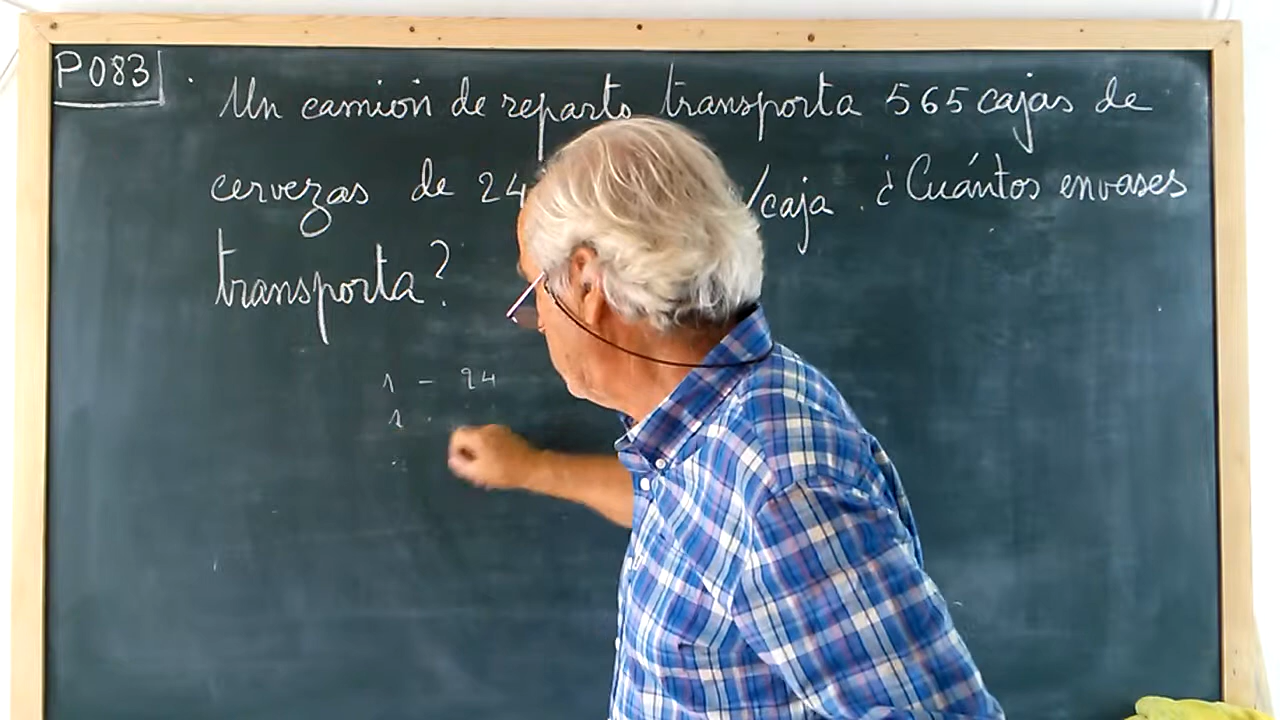 P083
Un camión de reparto transporta 565 cajas de
cervezas de 24 /caja. ¿Cuántos envases
transporta?
1 - 24
1